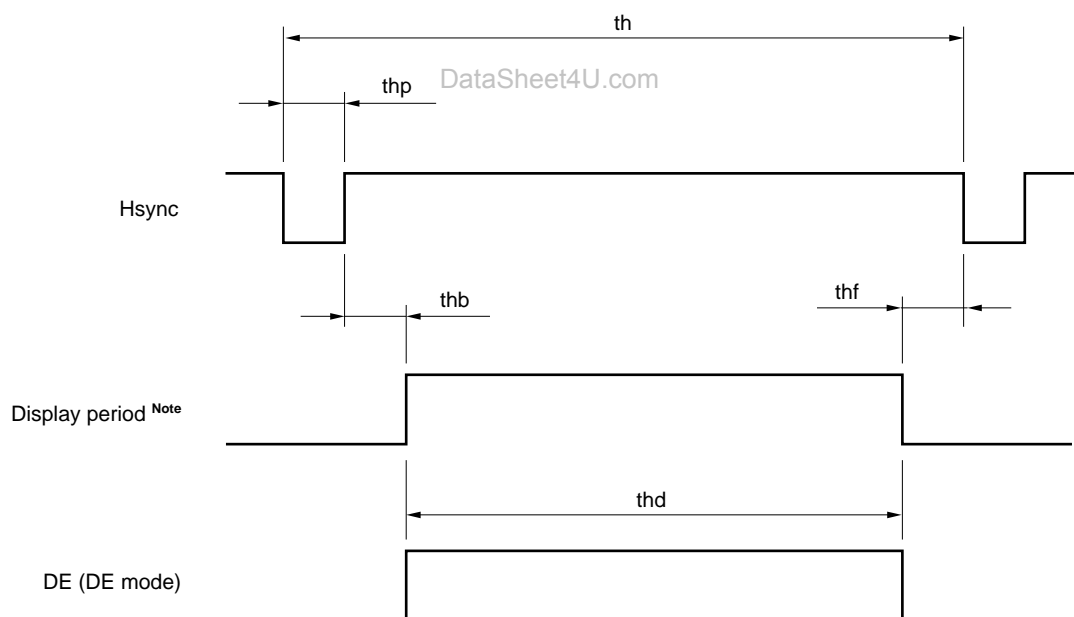 th
DataSheet4U.com
thp
Hsync
thb
thf
Display period Note
thd
DE (DE mode)